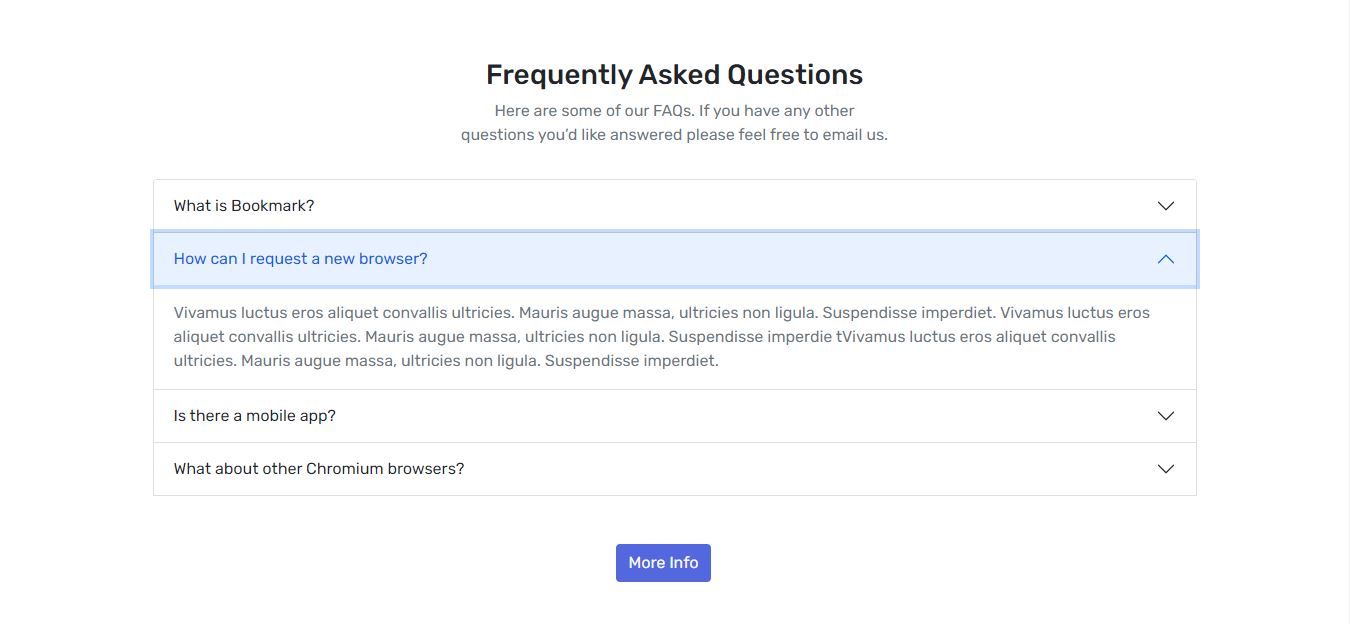 Frequently Asked Questions
Here are some of our FAQs. If you have any other
questions you’d like answered please feel free to email us.
What is Bookmark?
How can I request a new browser?
Vivamus luctus eros aliquet convallis ultricies. Mauris augue massa, ultricies non ligula. Suspendisse imperdiet. Vivamus luctus eros
aliquet convallis ultricies. Mauris augue massa, ultricies non ligula. Suspendisse imperdie tVivamus luctus eros aliquet convallis
ultricies. Mauris augue massa, ultricies non ligula. Suspendisse imperdiet.
Is there a mobile app?
What about other Chromium browsers?
More Info